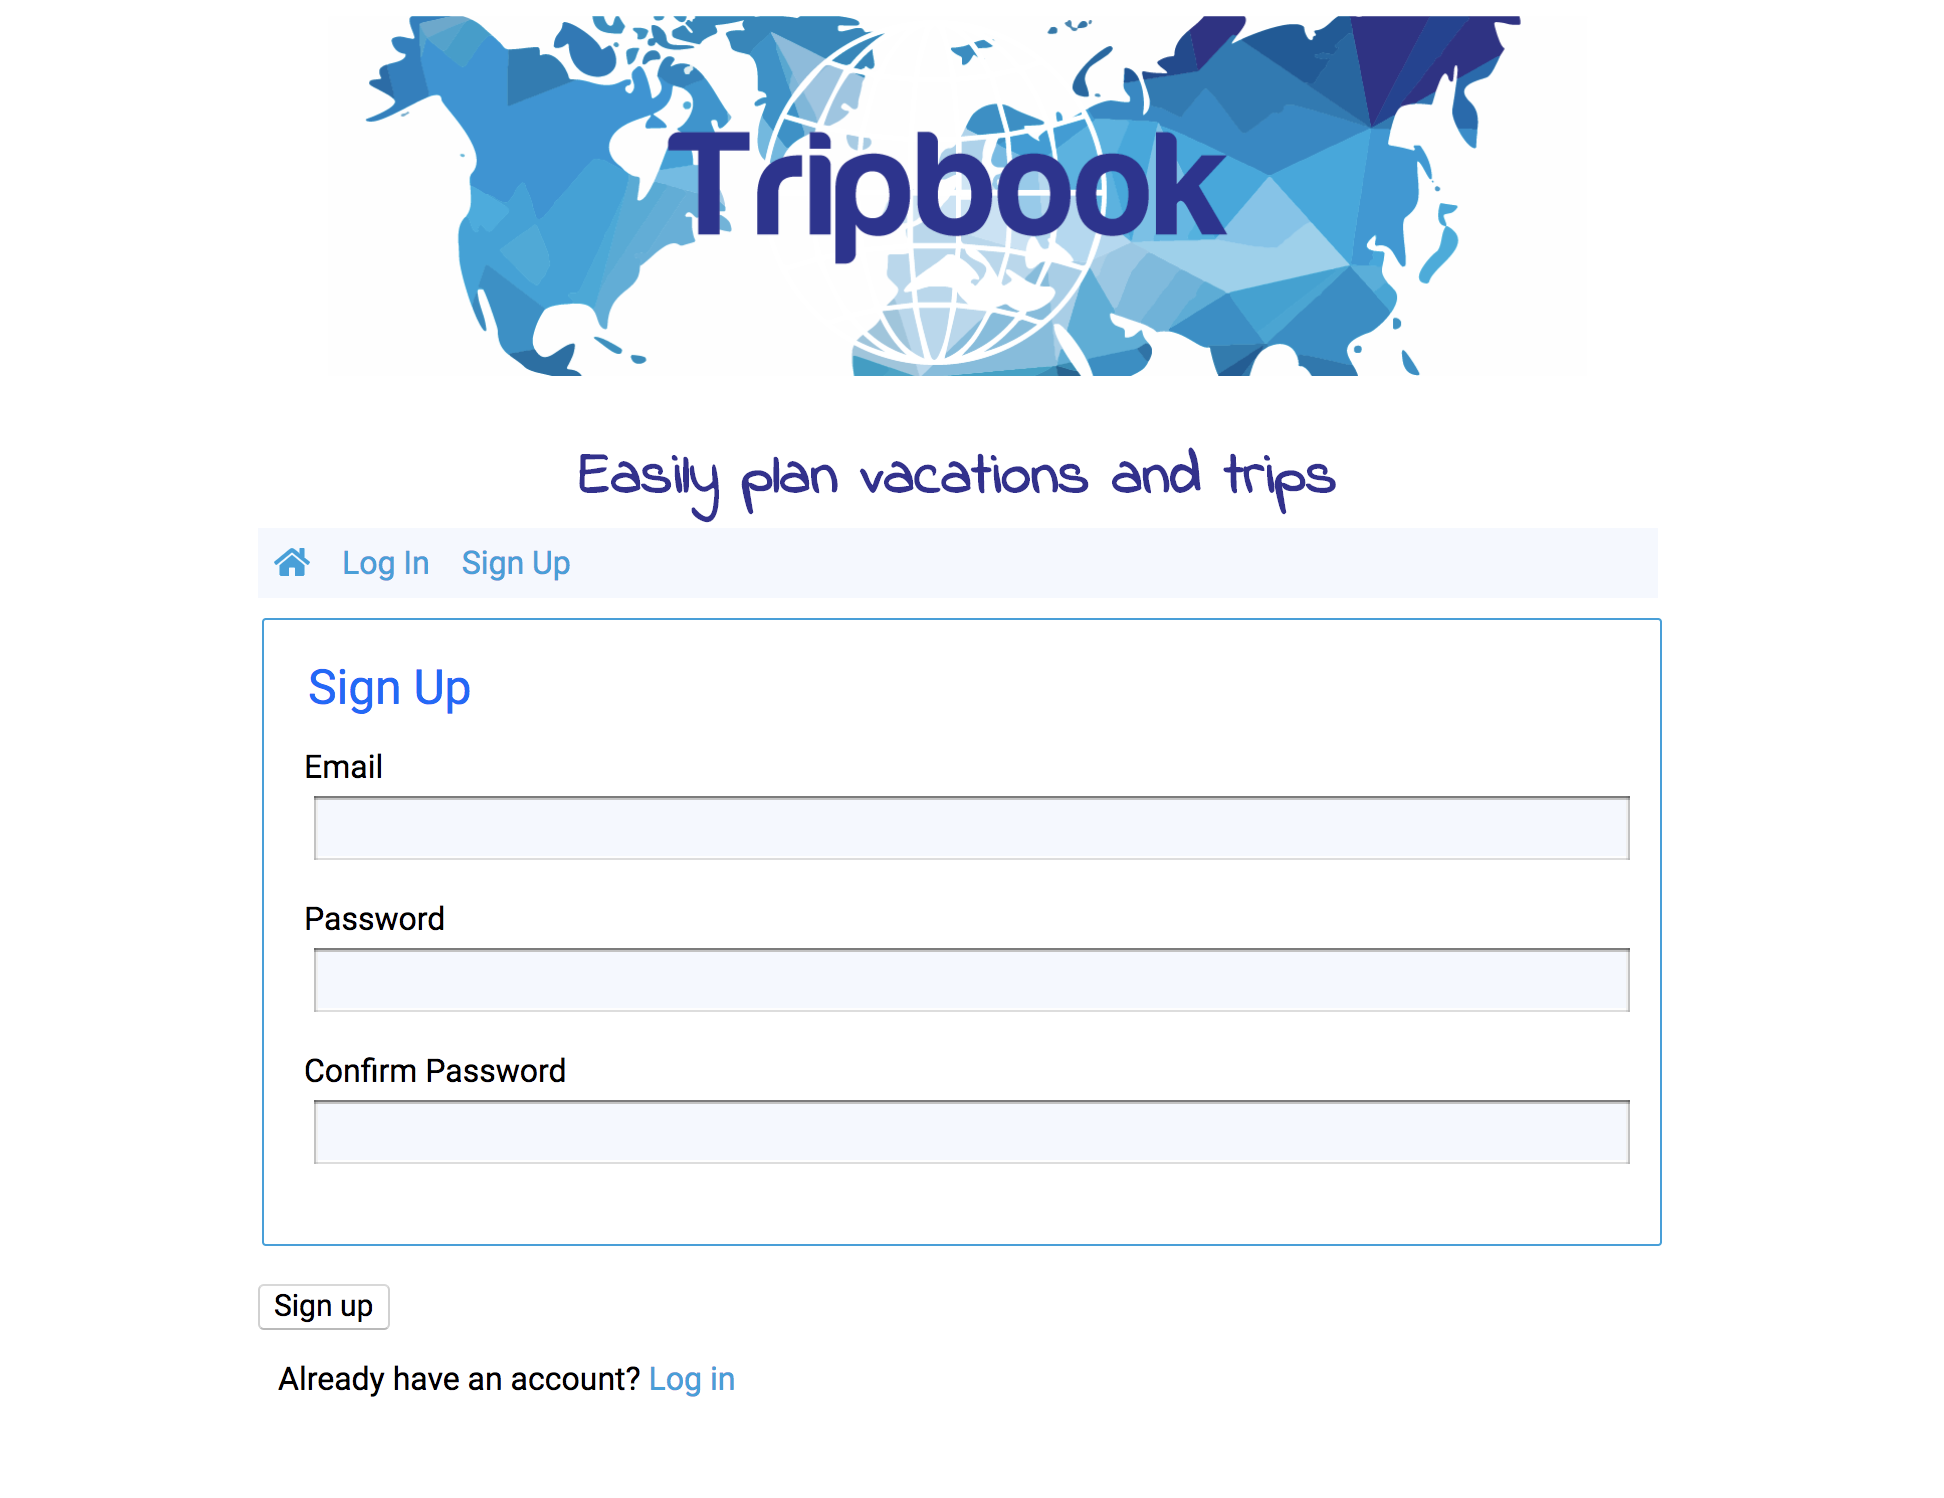 Tripbook
Easily plan vacations and trips
Log In Sign Up
Sign Up
Email
Password
Confirm Password
Sign up
Already have an account? Log in